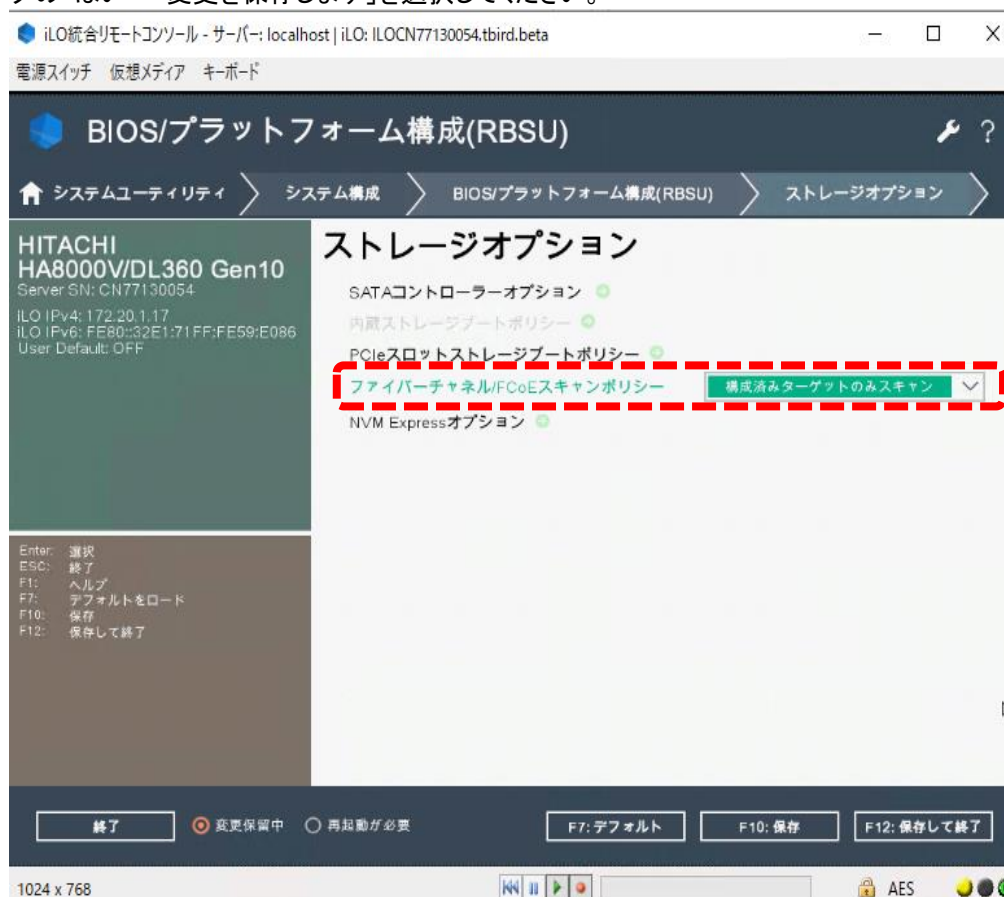 iLO統合リモートコンソール - サーバー: localhost | iLO: ILOCN77130054.tbird.beta
電源スイッチ 仮想メディア キーボード
BIOS/プラットフォーム構成(RBSU)
?
システムユーティリティ システム構成 BIOS/プラットフォーム構成(RBSU) ストレージオプション
HITACHI
HA8000V/DL360 Gen10
Server SN: CN77130054
iLO IPv4: 172.20.1.17
iLO IPv6: FE80::32E1:71FF:FE59:E086
User Default: OFF
ストレージオプション
SATAコントローラーオプション
内蔵ストレージブートポリシー
PCIeスロットストレージブートポリシー
ファイバーチャネル/FCoEスキャンポリシー 構成済みターゲットのみスキャン
NVM Expressオプション
Enter: 選択
ESC: 終了
F1: ヘルプ
F7: デフォルトをロード
F10: 保存
F12: 保存して終了
終了 変更保留中 再起動が必要 F7: デフォルト F10: 保存 F12: 保存して終了
1024 x 768 AES